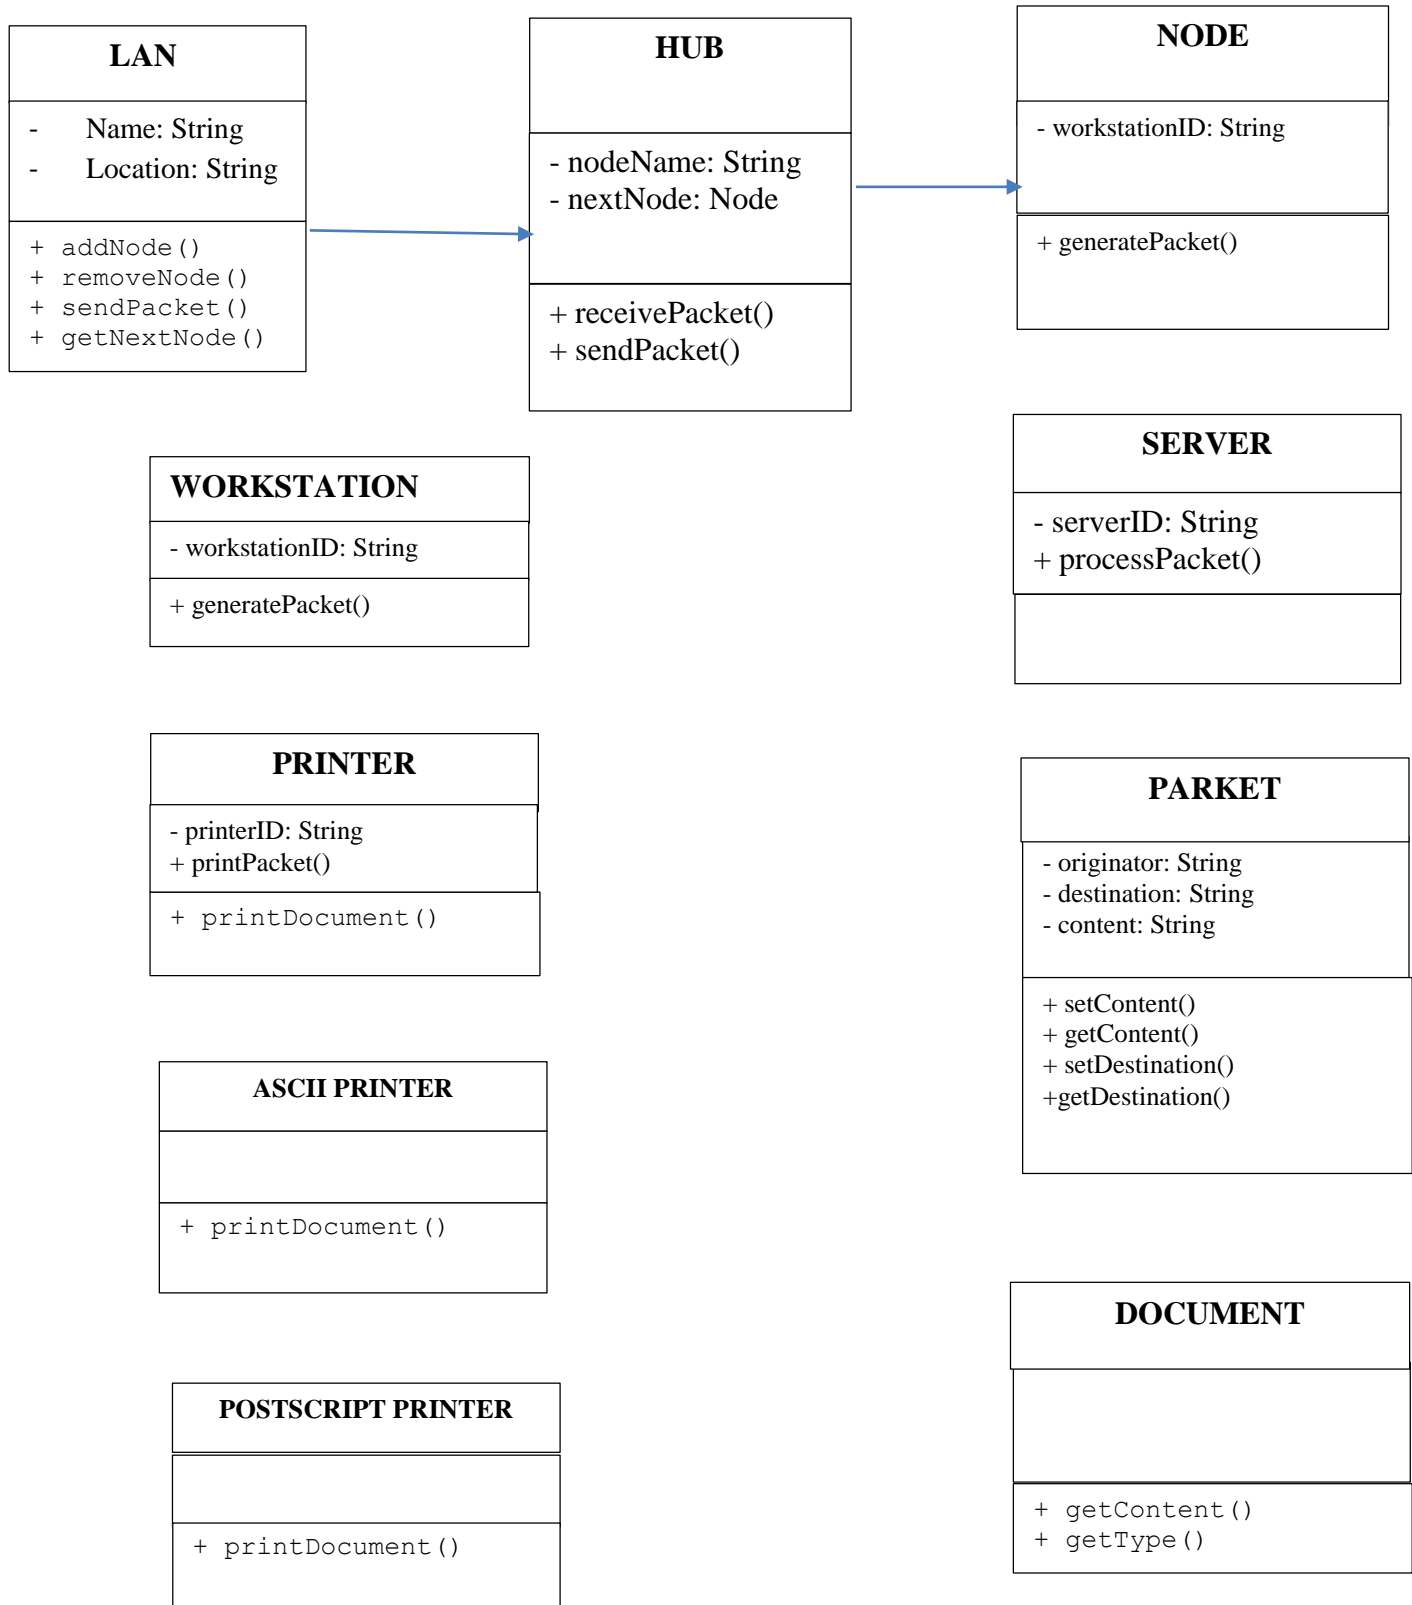 LAN
- Name: String
- Location: String
+ addNode()
+ removeNode()
+ sendPacket()
+ getNextNode()
HUB
- nodeName: String
- nextNode: Node
+ receivePacket()
+ sendPacket()
NODE
- workstationID: String
+ generatePacket()
WORKSTATION
- workstationID: String
+ generatePacket()
SERVER
- serverID: String
+ processPacket()
PRINTER
- printerID: String
+ printPacket()
+ printDocument()
PARKET
- originator: String
- destination: String
- content: String
+ setContent()
+ getContent()
+ setDestination()
+getDestination()
ASCII PRINTER
+ printDocument()
DOCUMENT
+ getContent()
+ getType()
POSTSCRIPT PRINTER
+ printDocument()